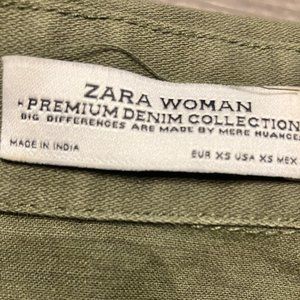 ZARA WOMAN
PREMIUM DENIM COLLECTION
BIG DIFFERENCES ARE MADE BY MERE NUANCES
MADE IN INDIA
EUR XS USA XS MEX